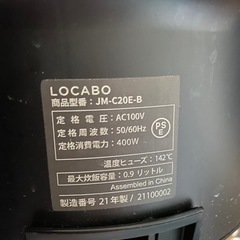 LOCABO
商品型番: JM-C20E-B
定格電圧: AC100V
定格周波数: 50/60Hz
定格消費電力: 400W
PSE
温度ヒューズ: 142℃
最大炊飯容量: 0.9 リットル
Assembled in China
製造番号 21年製 / 21100002